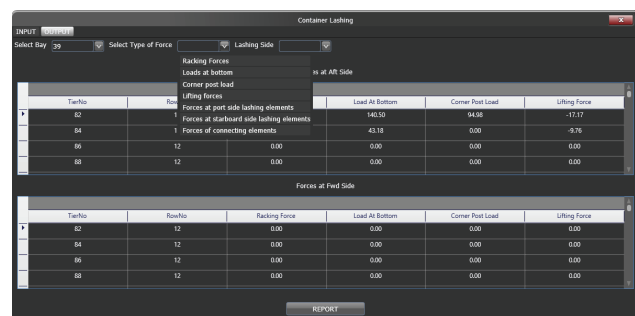 Container Lashing
x
INPUT OUTPUT
Select Bay 39 Select Type of Force Lashing Side
Racking Forces
Loads at bottom
Corner post load
Lifting forces
Forces at port side lashing elements
Forces at starboard side lashing elements
Forces of connecting elements
at Aft Side
TierNo Load At Bottom Corner Post Load Lifting Force
82 1 140.50 94.98 -17.17
84 1 43.18 0.00 -9.76
86 12 0.00 0.00 0.00 0.00
88 12 0.00 0.00 0.00 0.00
Forces at Fwd Side
TierNo RowNo Racking Force Load At Bottom Corner Post Load Lifting Force
82 12 0.00 0.00 0.00 0.00
84 12 0.00 0.00 0.00 0.00
86 12 0.00 0.00 0.00 0.00
88 12 0.00 0.00 0.00 0.00
REPORT